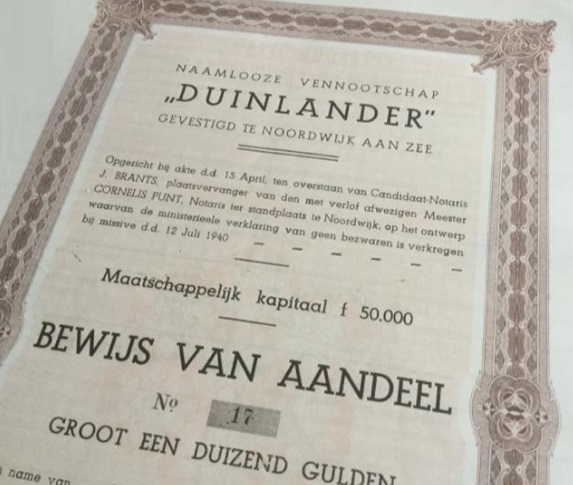 NAAMLOOZE VENNOOTSCHAP
„DUINLANDER"
GEVESTIGD TE NOORDWIJK AAN ZEE
Opgericht bij akte d.d. 15 April, ten overstaan van Candidaat-Notaris
J. BRANTS, plaatsvervanger van den met verlof afwezigen Meester
CORNELIS PUNT, Notaris ter standplaats te Noordwijk, op het ontwerp
waarvan de ministerieele verklaring van geen bezwaren is verkregen
bij missive d.d. 12 Juli 1940 — — — — — —
Maatschappelijk kapitaal f 50.000
BEWIJS VAN AANDEEL
Nº 17
GROOT EEN DUIZEND GULDEN
name van